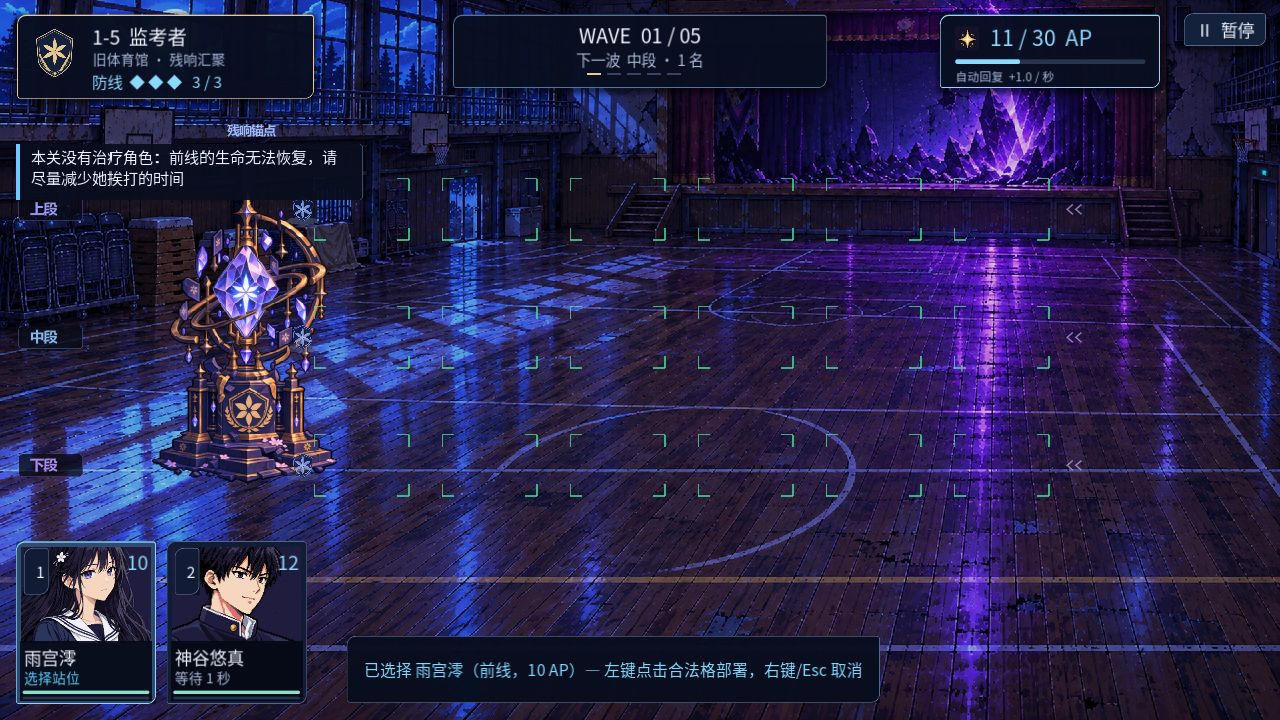 1-5 监考者
旧体育馆 · 残响汇聚
防线 3 / 3
WAVE 01 / 05
下一波 中段 · 1 名
11 / 30 AP
自动回复 +1.0 / 秒
暂停
残响锚点
本关没有治疗角色：前线的生命无法恢复，请
尽量减少她挨打的时间
上段
中段
下段
1
10
雨宫澪
选择站位
2
12
神谷悠真
等待 1 秒
已选择 雨宫澪（前线，10 AP）— 左键点击合法格部署，右键/Esc 取消